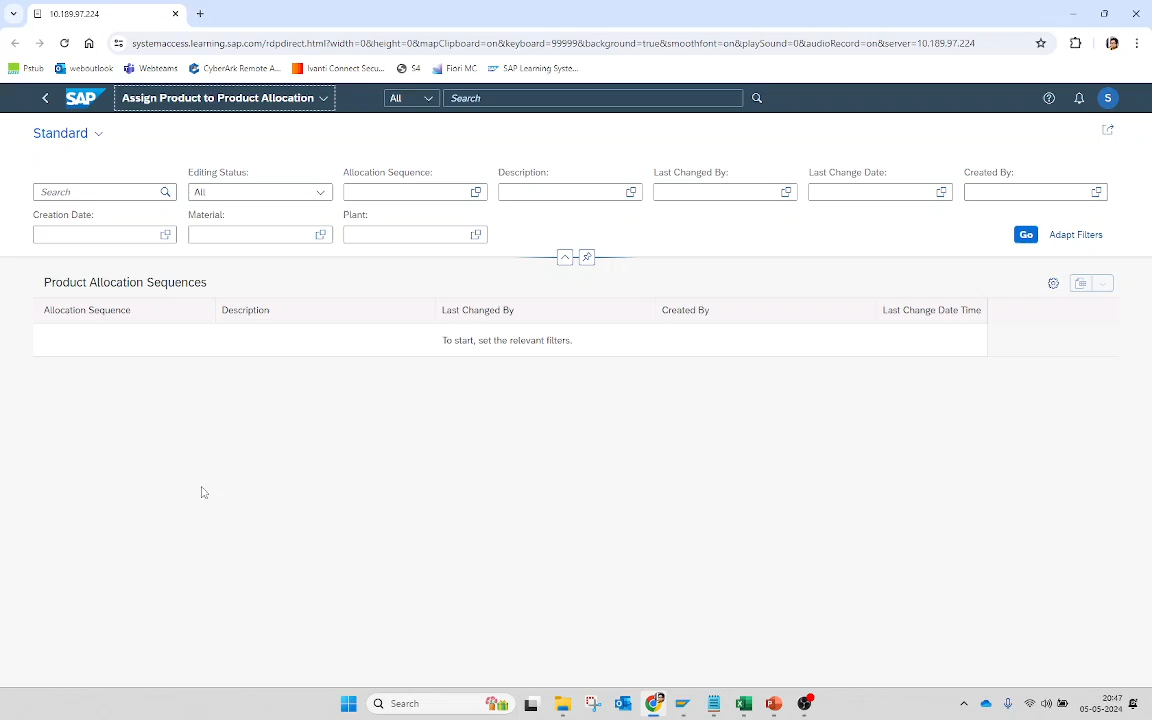 10.189.97.224
systemaccess.learning.sap.com/rdpdirect.html?width=0&height=0&mapClipboard=on&keyboard=99999&background=true&smoothfont=on&playSound=0&audioRecord=on&server=10.189.97.224
Pstub weboutlook Webteams CyberArk Remote A... Ivanti Connect Secu... S4 Fiori MC SAP Learning Syste...
SAP Assign Product to Product Allocation All Search S
Standard
Editing Status: Allocation Sequence: Description: Last Changed By: Last Change Date: Created By:
Search All
Creation Date: Material: Plant:
Go Adapt Filters
Product Allocation Sequences
Allocation Sequence Description Last Changed By Created By Last Change Date Time
To start, set the relevant filters.
Search
20:47
05-05-2024